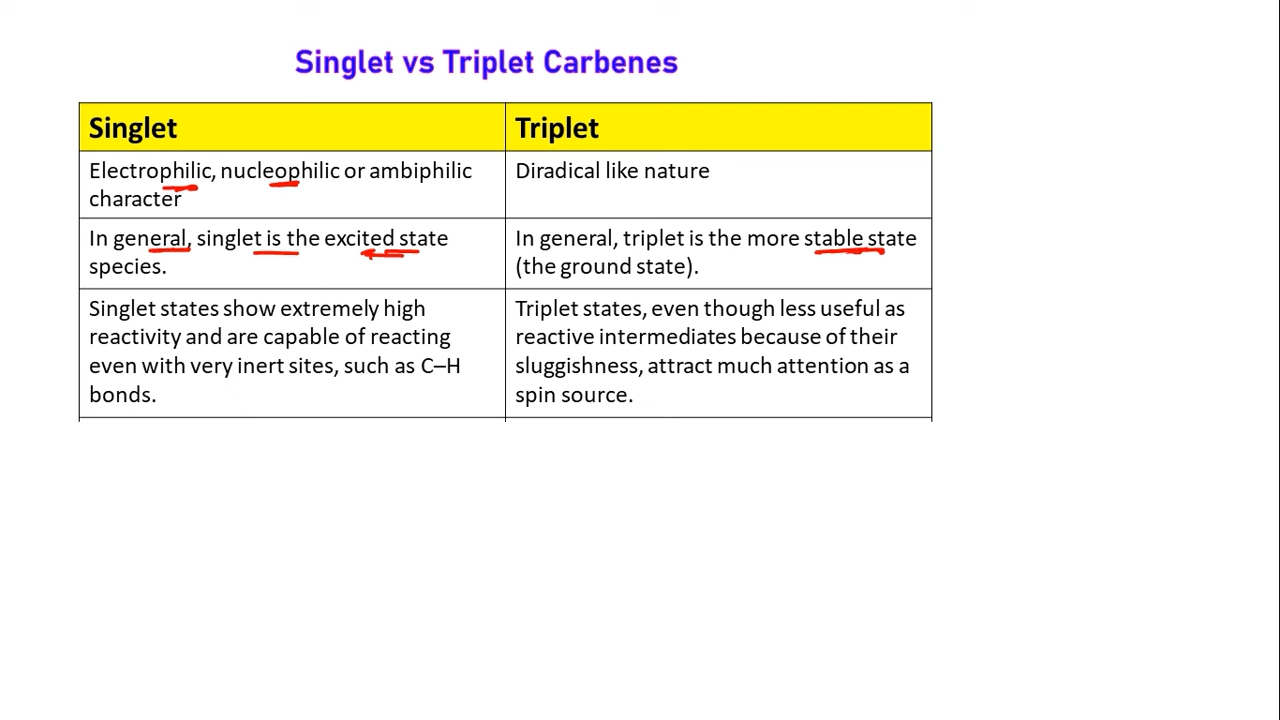 Singlet vs Triplet Carbenes
Singlet
Triplet
Electrophilic, nucleophilic or ambiphilic
character
Diradical like nature
In general, singlet is the excited state
species.
In general, triplet is the more stable state
(the ground state).
Singlet states show extremely high
reactivity and are capable of reacting
even with very inert sites, such as C–H
bonds.
Triplet states, even though less useful as
reactive intermediates because of their
sluggishness, attract much attention as a
spin source.